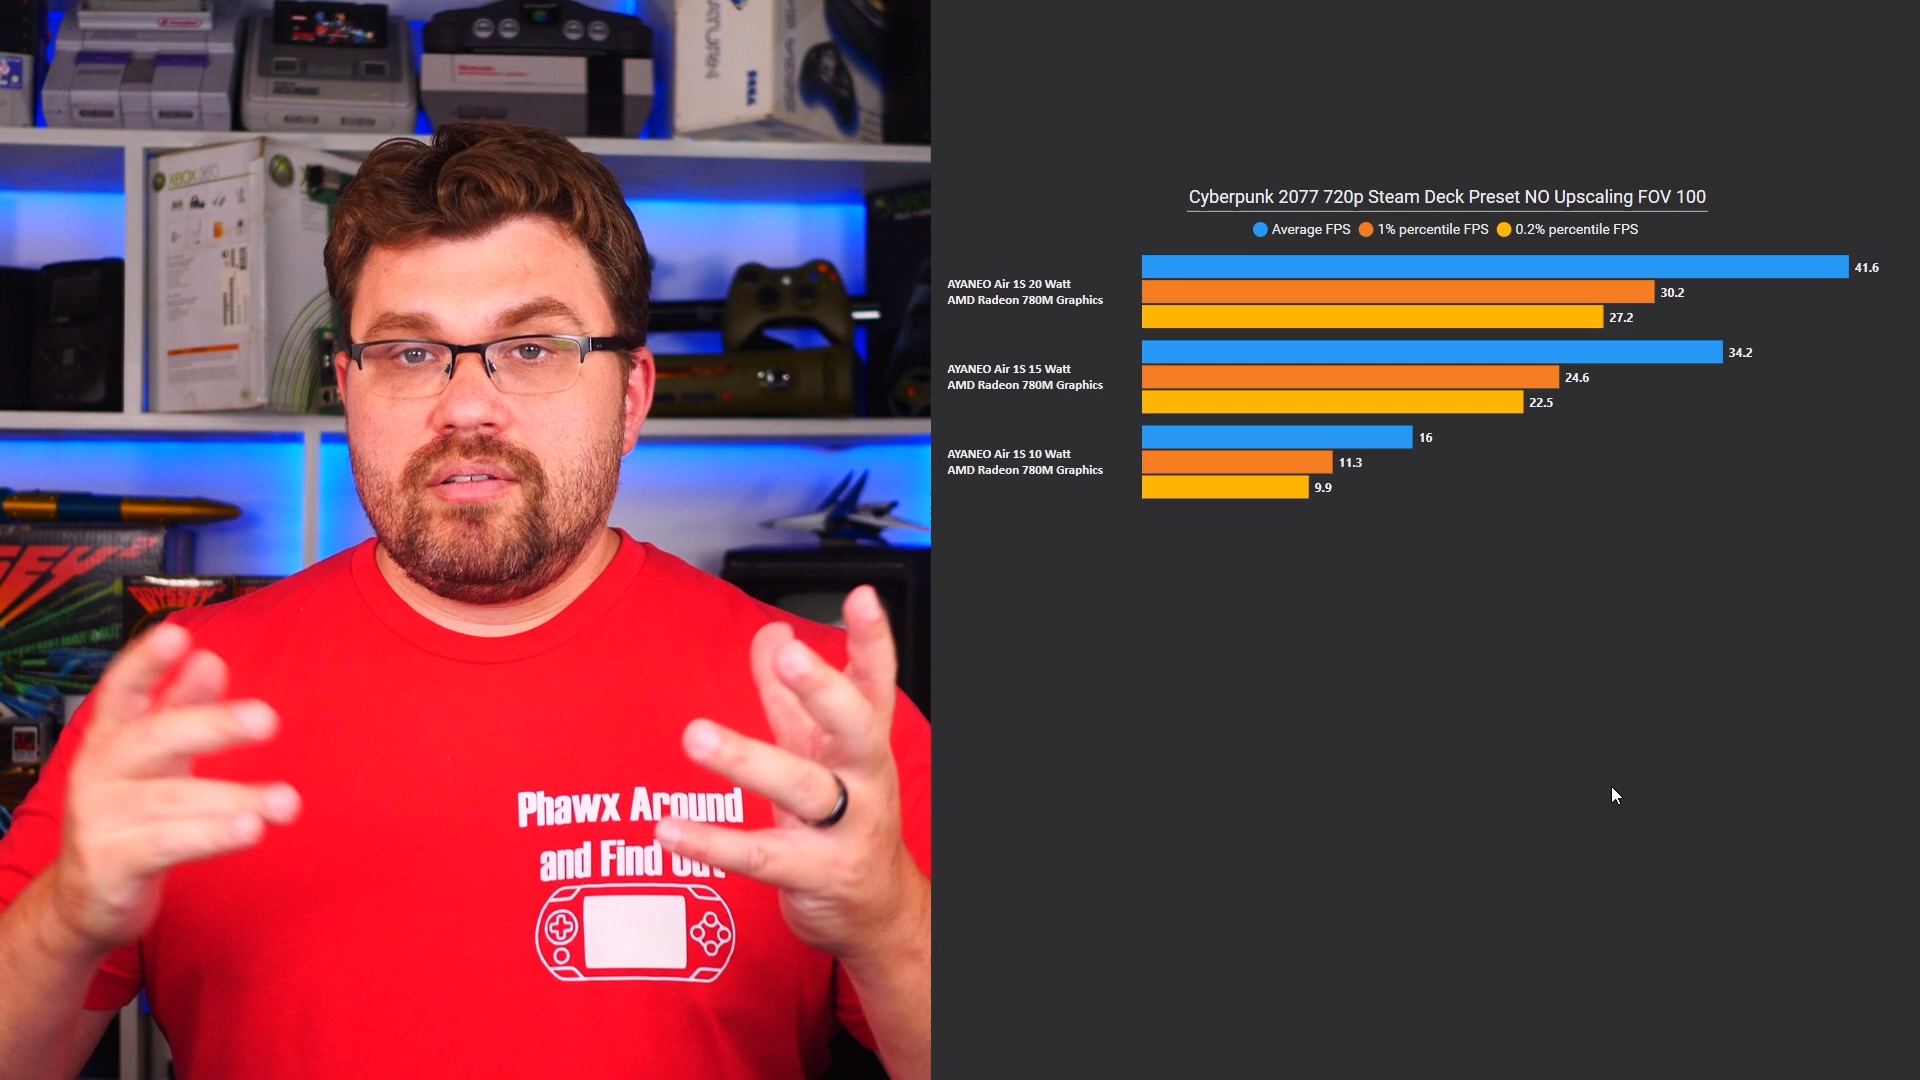 XBOX 360
SEGA
Phawx Around
and Find Out
Cyberpunk 2077 720p Steam Deck Preset NO Upscaling FOV 100
Average FPS 1% percentile FPS 0.2% percentile FPS
AYANEO Air 1S 20 Watt
AMD Radeon 780M Graphics
41.6
30.2
27.2
AYANEO Air 1S 15 Watt
AMD Radeon 780M Graphics
34.2
24.6
22.5
AYANEO Air 1S 10 Watt
AMD Radeon 780M Graphics
16
11.3
9.9